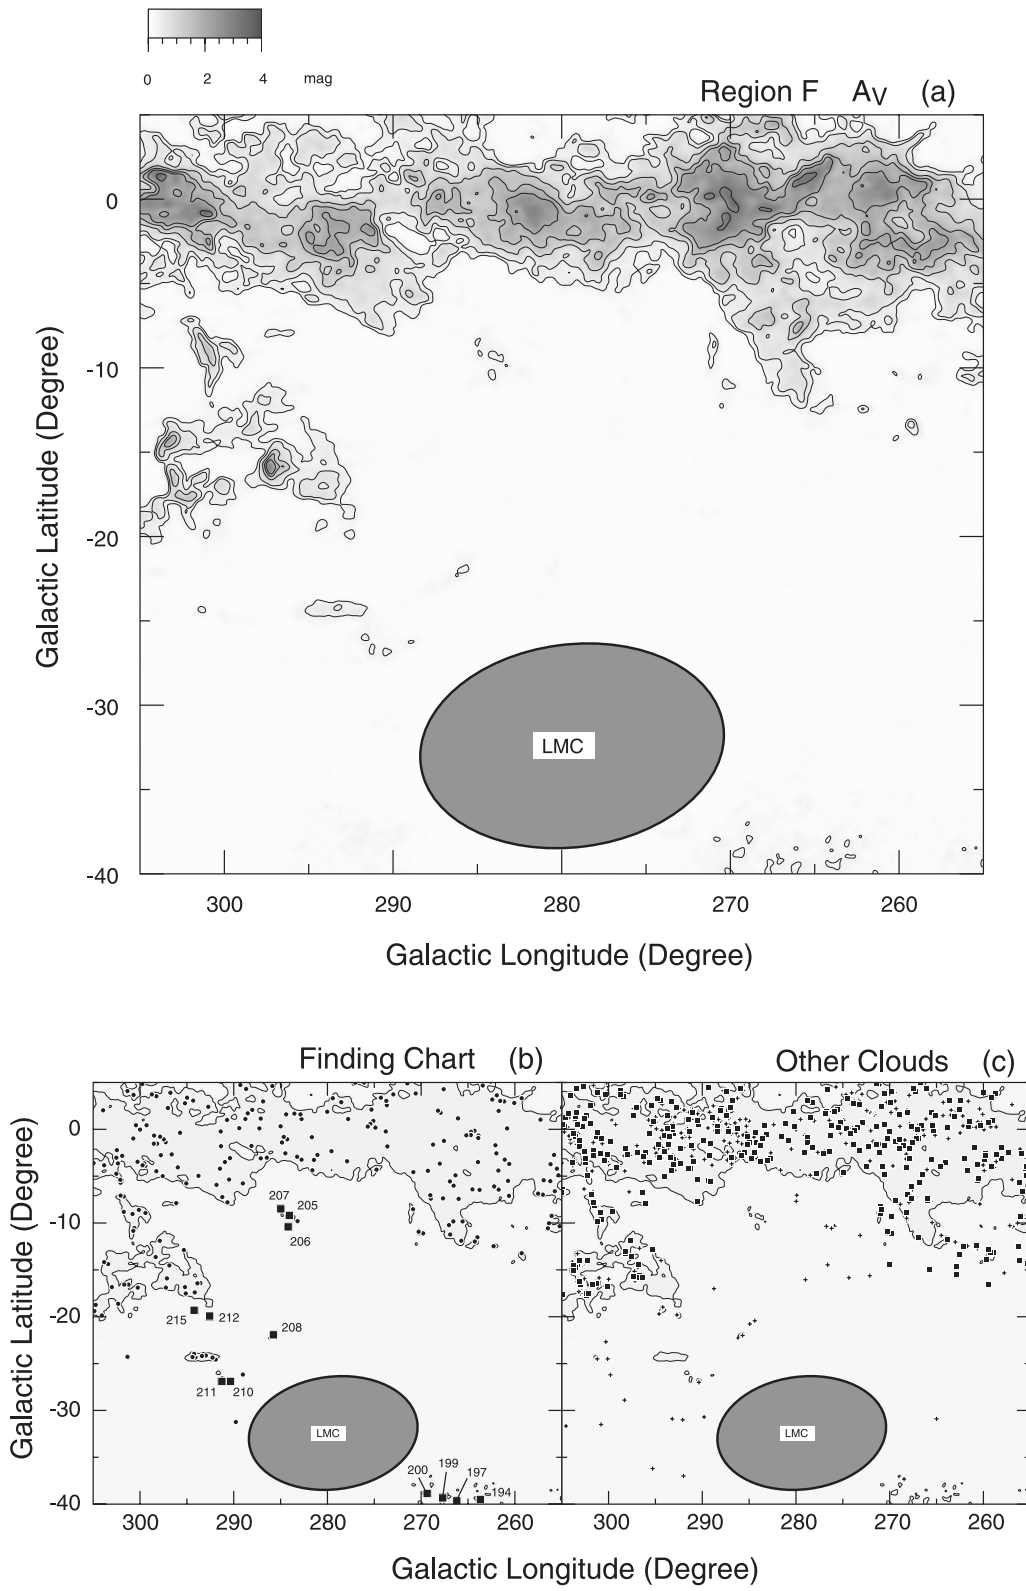 0 2 4 mag
Region F AV (a)
0
-10
-20
-30
-40
Galactic Latitude (Degree)
LMC
300 290 280 270 260
Galactic Longitude (Degree)
Finding Chart (b)
Other Clouds (c)
0
-10
-20
-30
-40
Galactic Latitude (Degree)
207 205
206
215 212
208
211 210
LMC
200 199 197 194
LMC
300 290 280 270 260
300 290 280 270 260
Galactic Longitude (Degree)